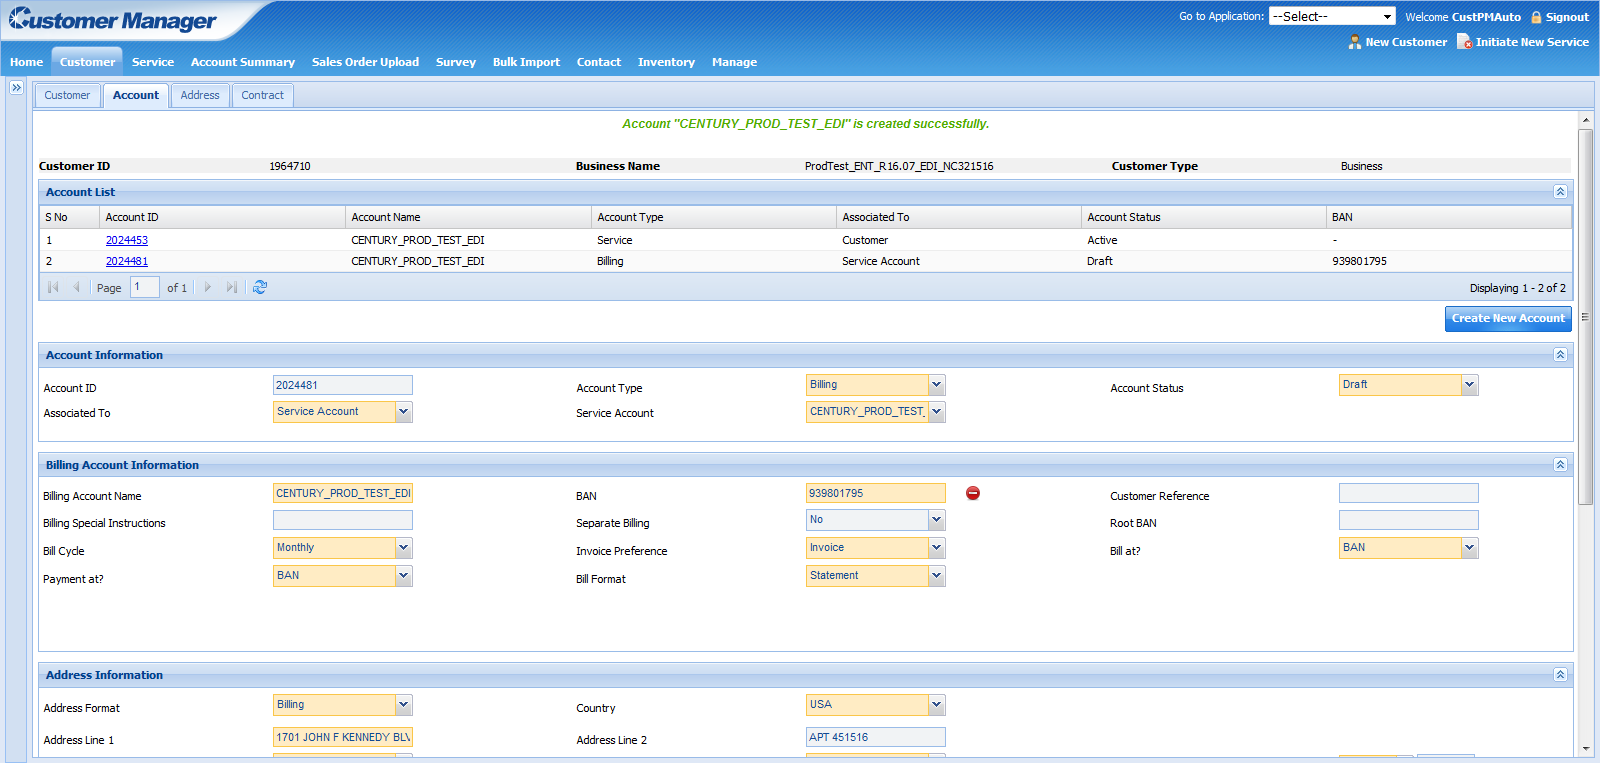 Customer Manager
Go to Application: --Select-- Welcome CustPMAuto Signout
New Customer Initiate New Service
Home Customer Service Account Summary Sales Order Upload Survey Bulk Import Contact Inventory Manage
Customer Account Address Contract
Account "CENTURY_PROD_TEST_EDI" is created successfully.
Customer ID 1964710 Business Name ProdTest_ENT_R16.07_EDI_NC321516 Customer Type Business
Account List
S No Account ID Account Name Account Type Associated To Account Status BAN
1 2024453 CENTURY_PROD_TEST_EDI Service Customer Active -
2 2024481 CENTURY_PROD_TEST_EDI Billing Service Account Draft 939801795
Page 1 of 1 Displaying 1 - 2 of 2
Create New Account
Account Information
Account ID 2024481 Account Type Billing Account Status Draft
Associated To Service Account Service Account CENTURY_PROD_TEST_
Billing Account Information
Billing Account Name CENTURY_PROD_TEST_EDI BAN 939801795 Customer Reference
Billing Special Instructions Separate Billing No Root BAN
Bill Cycle Monthly Invoice Preference Invoice Bill at? BAN
Payment at? BAN Bill Format Statement
Address Information
Address Format Billing Country USA
Address Line 1 1701 JOHN F KENNEDY BLV Address Line 2 APT 451516